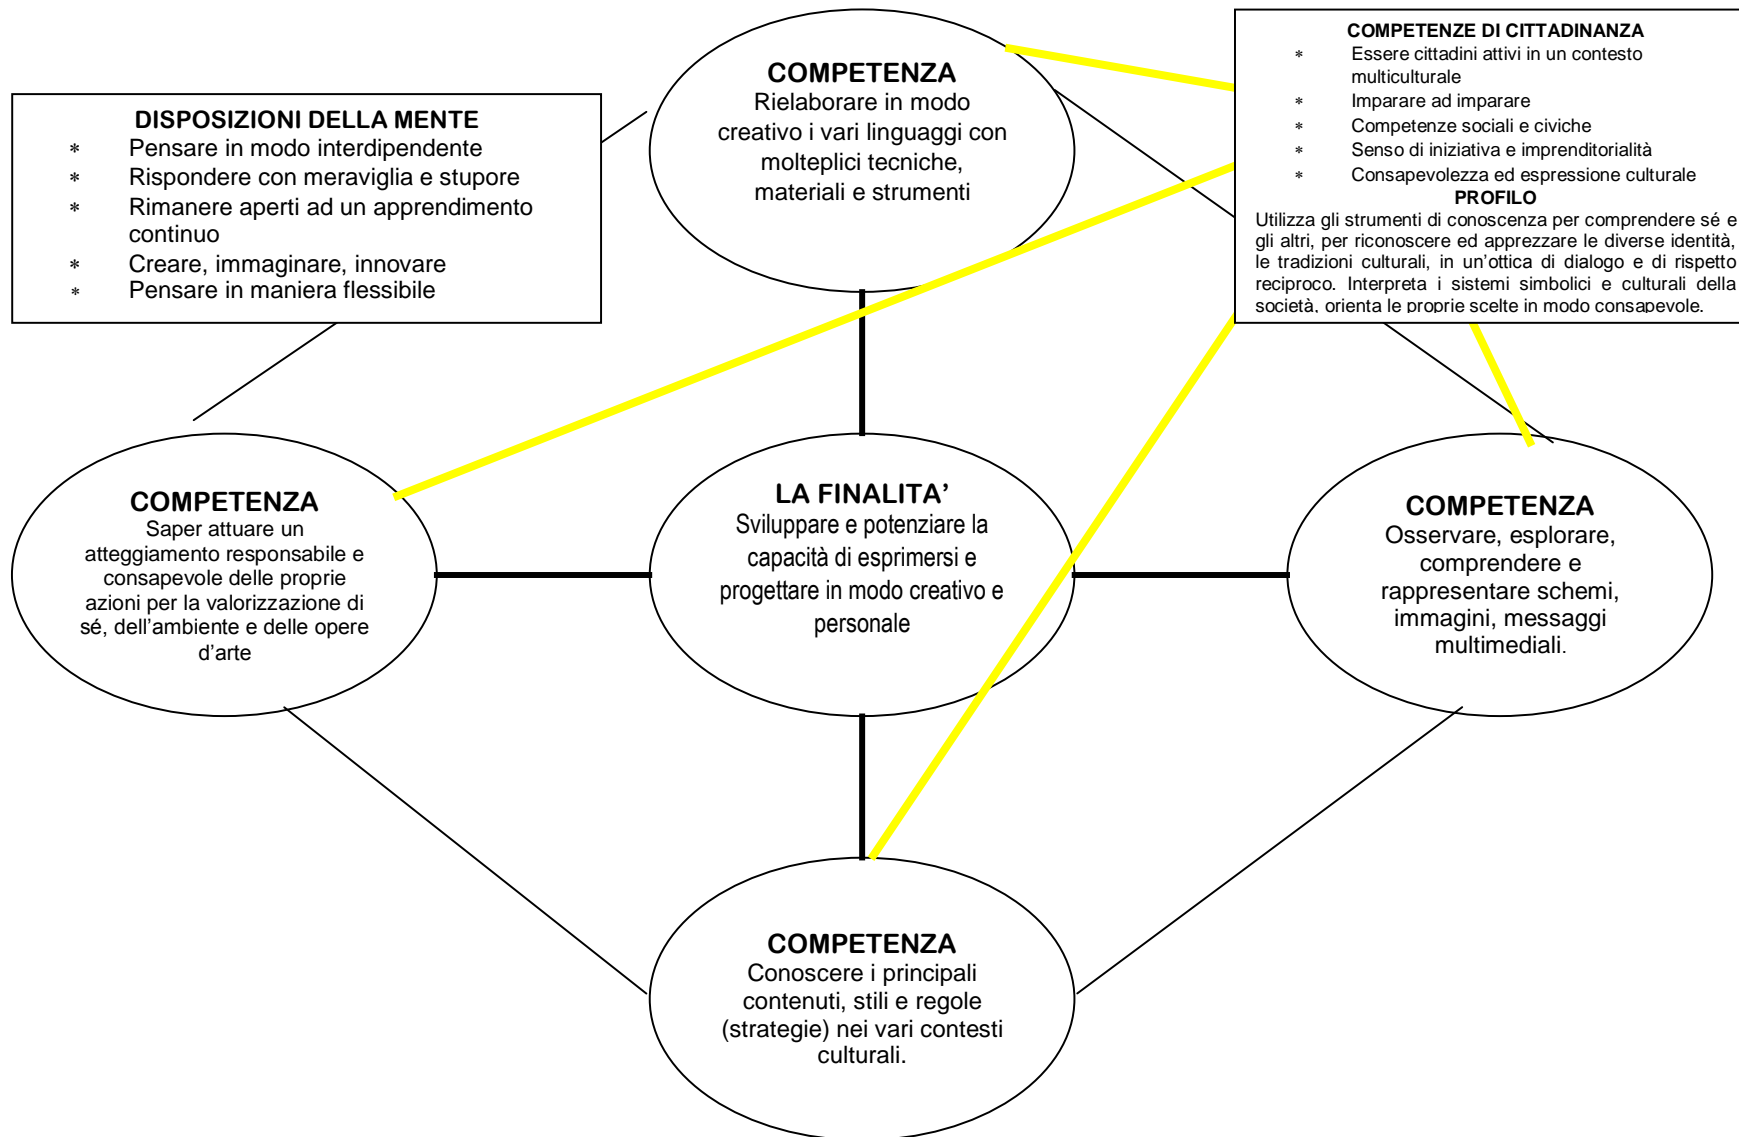 COMPETENZA
Rielaborare in modo
creativo i vari linguaggi con
molteplici tecniche,
materiali e strumenti
COMPETENZE DI CITTADINANZA
* Essere cittadini attivi in un contesto
multiculturale
* Imparare ad imparare
* Competenze sociali e civiche
* Senso di iniziativa e imprenditorialità
* Consapevolezza ed espressione culturale
PROFILO
Utilizza gli strumenti di conoscenza per comprendere sé e
gli altri, per riconoscere ed apprezzare le diverse identità,
le tradizioni culturali, in un'ottica di dialogo e di rispetto
reciproco. Interpreta i sistemi simbolici e culturali della
società, orienta le proprie scelte in modo consapevole.
DISPOSIZIONI DELLA MENTE
* Pensare in modo interdipendente
* Rispondere con meraviglia e stupore
* Rimanere aperti ad un apprendimento
continuo
* Creare, immaginare, innovare
* Pensare in maniera flessibile
COMPETENZA
Saper attuare un
atteggiamento responsabile e
consapevole delle proprie
azioni per la valorizzazione di
sé, dell'ambiente e delle opere
d'arte
LA FINALITA'
Sviluppare e potenziare la
capacità di esprimersi e
progettare in modo creativo e
personale
COMPETENZA
Osservare, esplorare,
comprendere e
rappresentare schemi,
immagini, messaggi
multimediali.
COMPETENZA
Conoscere i principali
contenuti, stili e regole
(strategie) nei vari contesti
culturali.